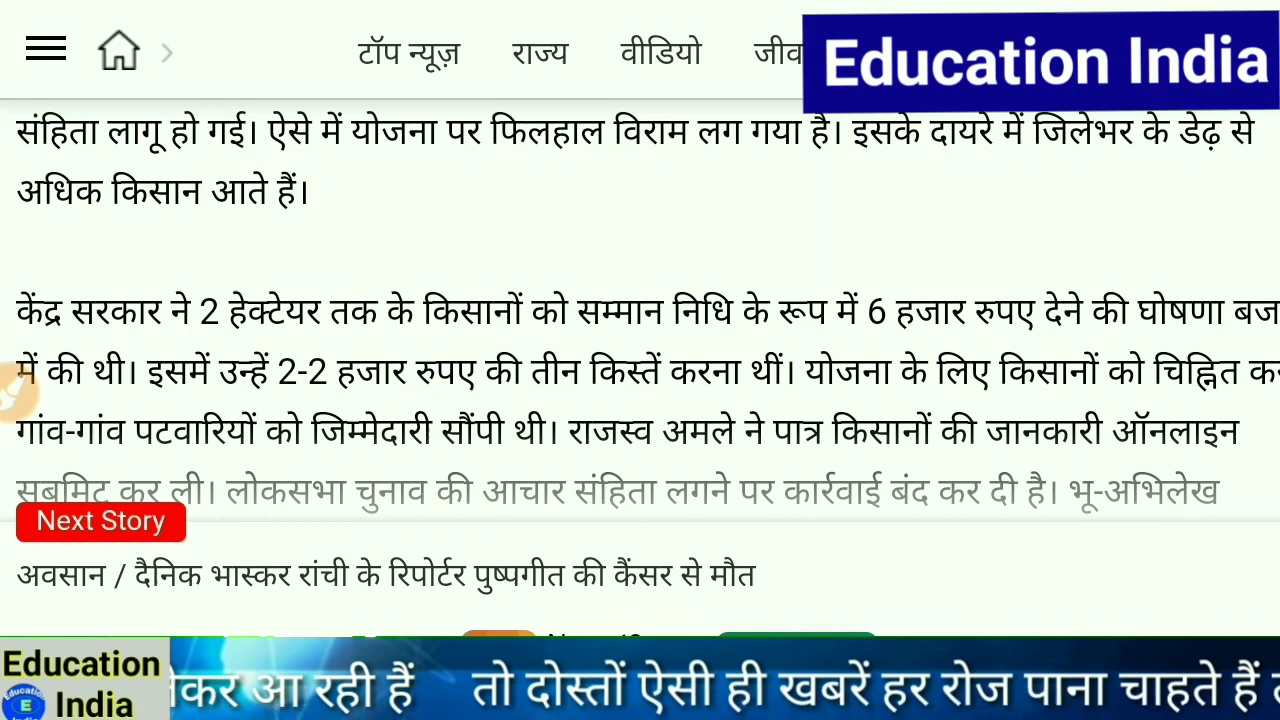 टॉप न्यूज़ राज्य वीडियो जीव
Education India
संहिता लागू हो गई। ऐसे में योजना पर फिलहाल विराम लग गया है। इसके दायरे में जिलेभर के डेढ़ से
अधिक किसान आते हैं।
केंद्र सरकार ने 2 हेक्टेयर तक के किसानों को सम्मान निधि के रूप में 6 हजार रुपए देने की घोषणा बज
में की थी। इसमें उन्हें 2-2 हजार रुपए की तीन किस्तें करना थीं। योजना के लिए किसानों को चिह्नित कर
गांव-गांव पटवारियों को जिम्मेदारी सौंपी थी। राजस्व अमले ने पात्र किसानों की जानकारी ऑनलाइन
सबमिट कर ली। लोकसभा चुनाव की आचार संहिता लगने पर कार्रवाई बंद कर दी है। भू-अभिलेख
Next Story
अवसान / दैनिक भास्कर रांची के रिपोर्टर पुष्पगीत की कैंसर से मौत
Education
India
लेकर आ रही हैं तो दोस्तों ऐसी ही खबरें हर रोज पाना चाहते हैं